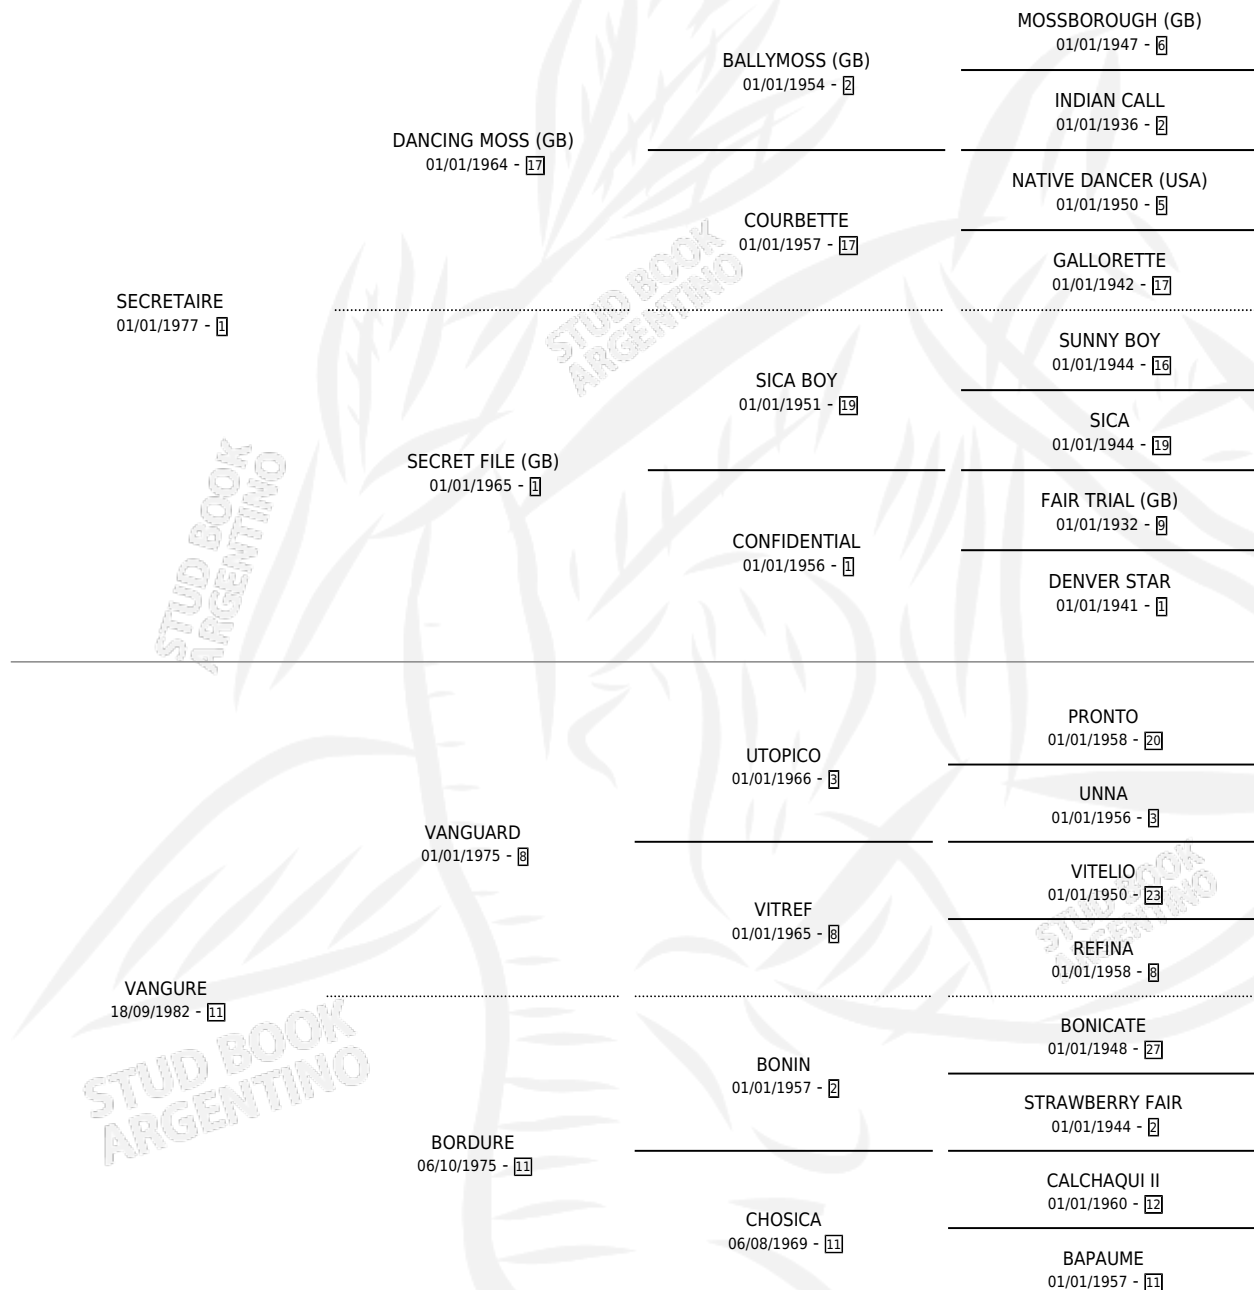 MOSSBOROUGH (GB)
01/01/1947 - 6
BALLYMOSS (GB)
01/01/1954 - 2
INDIAN CALL
01/01/1936 - 2
DANCING MOSS (GB)
01/01/1964 - 17
NATIVE DANCER (USA)
01/01/1950 - 5
COURBETTE
01/01/1957 - 17
GALLORETTE
01/01/1942 - 17
SECRETAIRE
01/01/1977 - 1
SUNNY BOY
01/01/1944 - 16
SICA BOY
01/01/1951 - 19
SICA
01/01/1944 - 19
SECRET FILE (GB)
01/01/1965 - 1
FAIR TRIAL (GB)
01/01/1932 - 9
CONFIDENTIAL
01/01/1956 - 1
DENVER STAR
01/01/1941 - 1
PRONTO
01/01/1958 - 20
UTOPICO
01/01/1966 - 3
UNNA
01/01/1956 - 3
VANGUARD
01/01/1975 - 8
VITELIO
01/01/1950 - 23
VITREF
01/01/1965 - 8
REFINA
01/01/1958 - 8
VANGURE
18/09/1982 - 11
BONICATE
01/01/1948 - 27
BONIN
01/01/1957 - 2
STRAWBERRY FAIR
01/01/1944 - 2
BORDURE
06/10/1975 - 11
CALCHAQUI II
01/01/1960 - 12
CHOSICA
06/08/1969 - 11
BAPAUME
01/01/1957 - 11
STUD BOOK
ARGENTINO
STUD BOOK
ARGENTINO
STUD BOOK
ARGENTINO
STUD BOOK
ARGENTINO